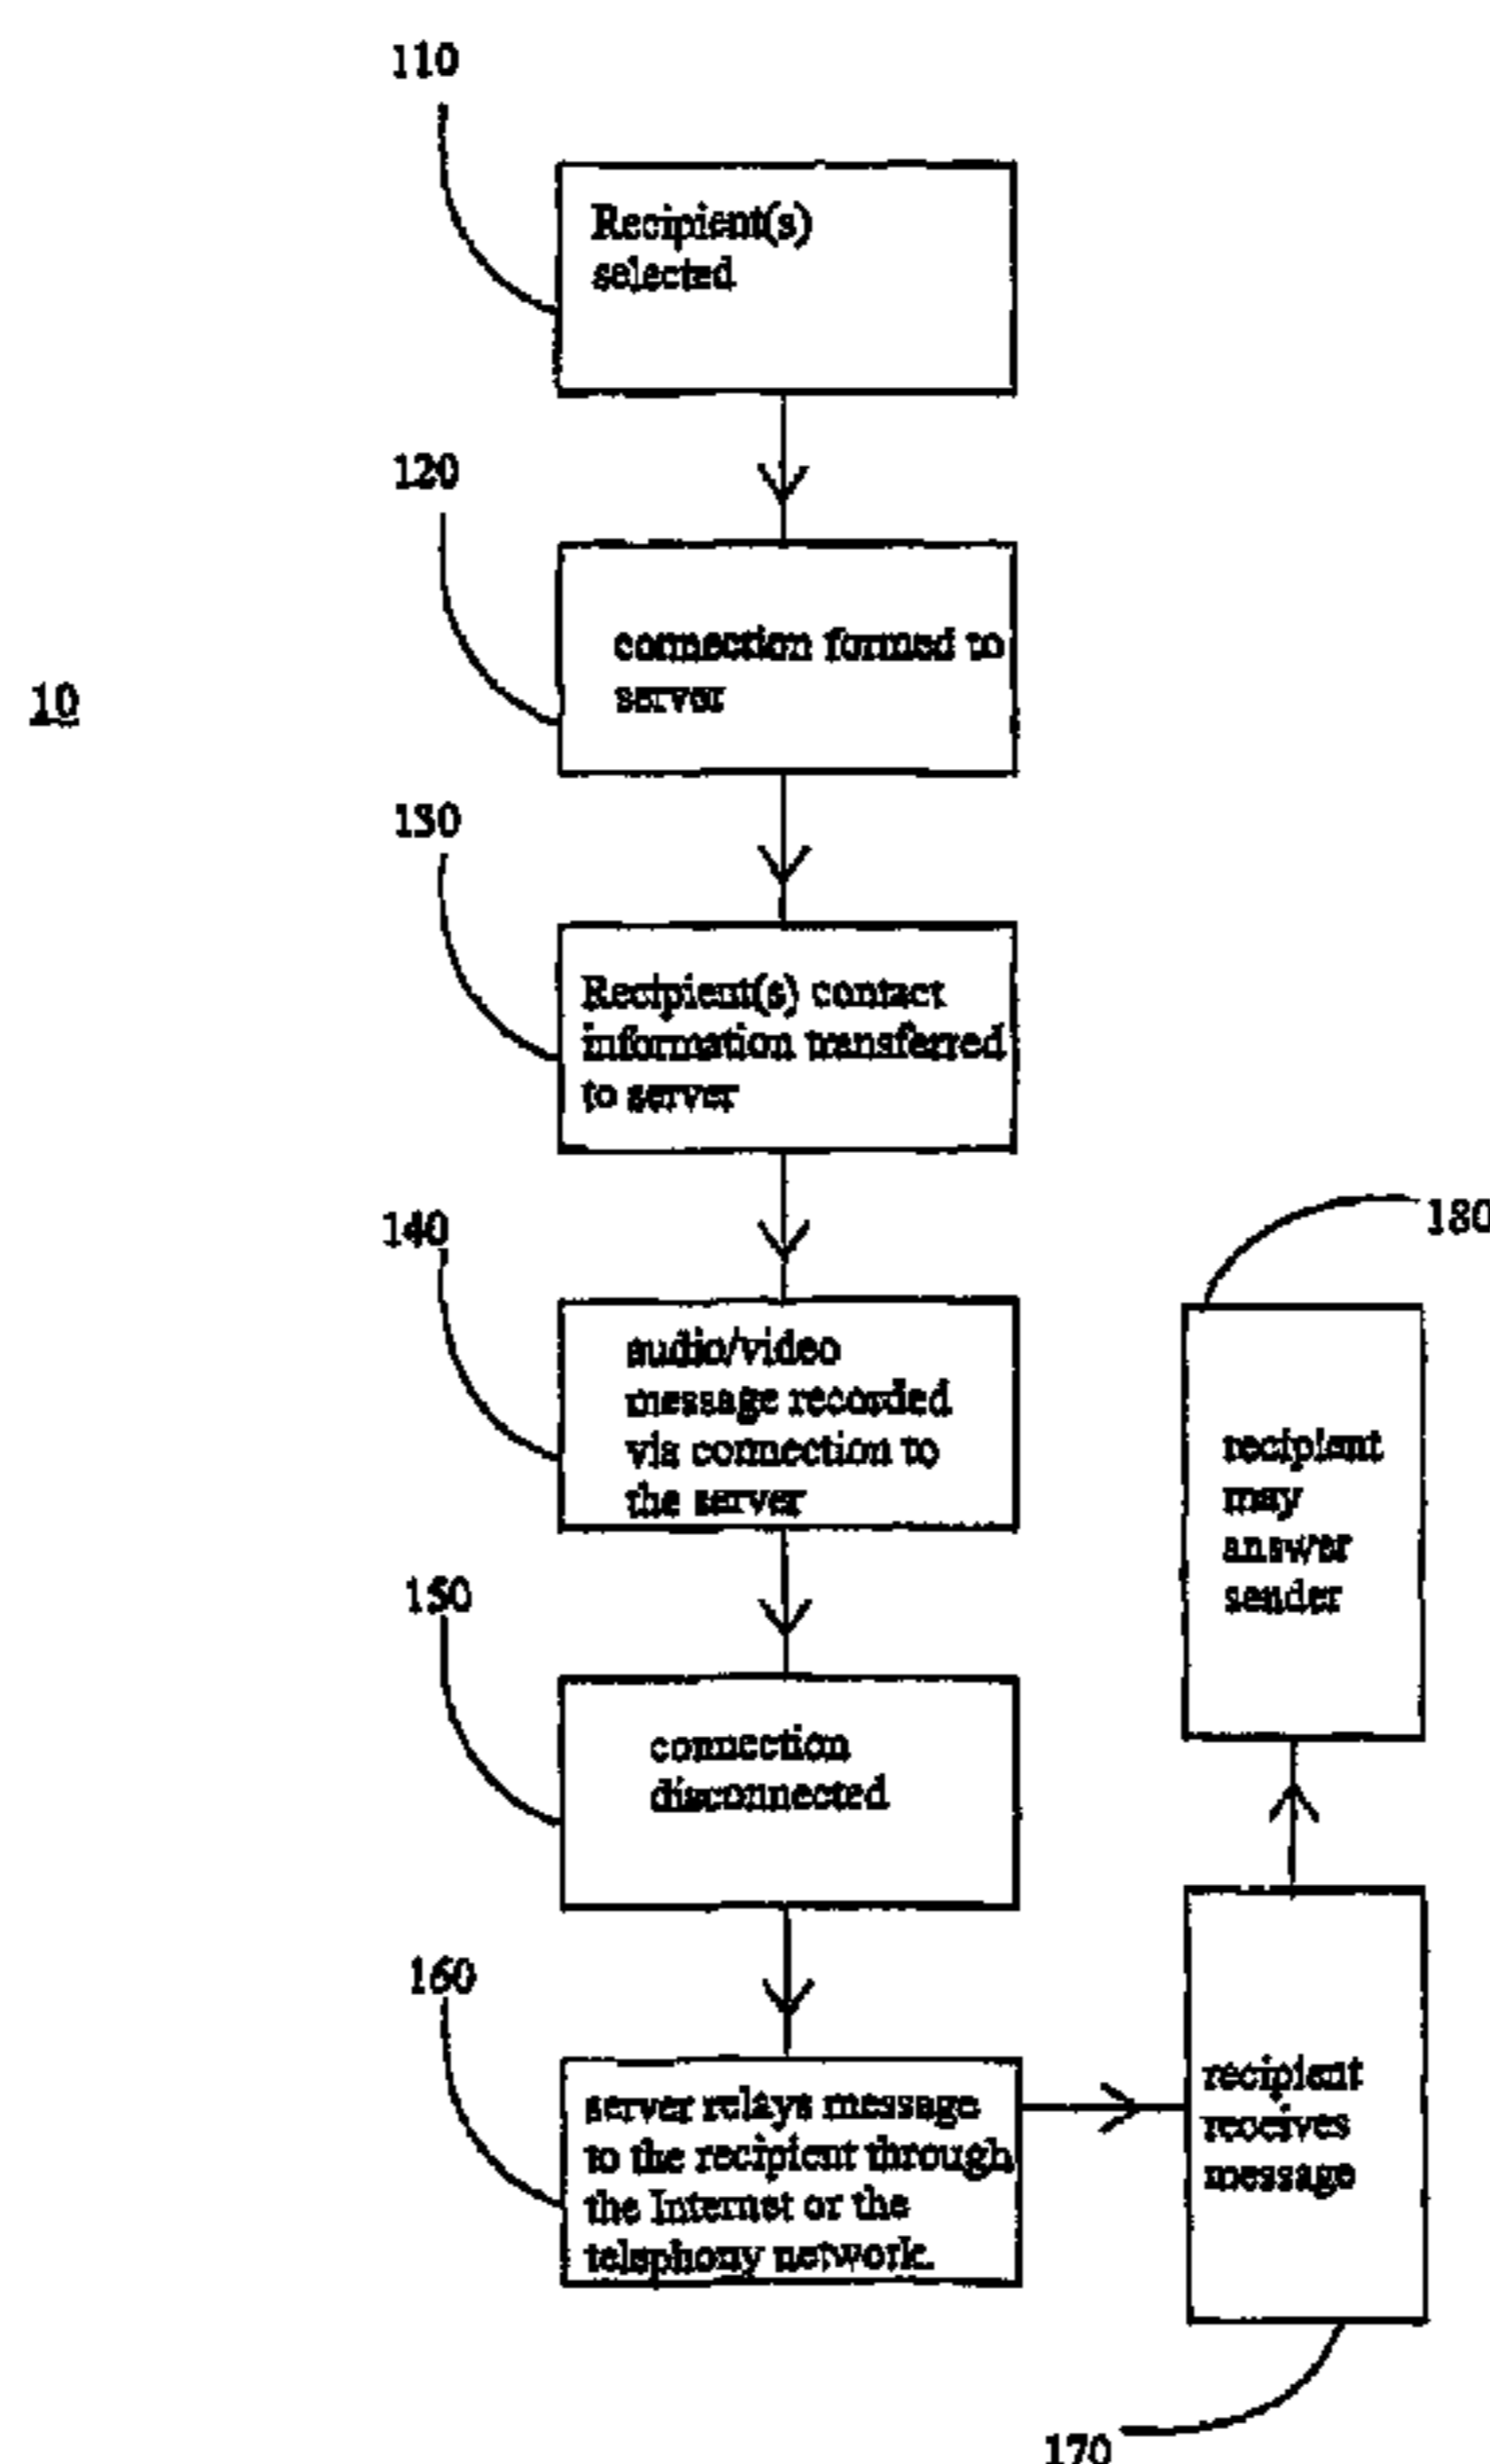 110
Recipient(s)
selected
120
connection formed to
server
10
130
Recipient(s) contact
information transferred
to server
140
audio/video
message recorded
via connection to
the server
150
connection
disconnected
160
server relays message
to the recipient through
the Internet or the
telephony network.
170
recipient
receives
message
180
recipient
may
answer
sender